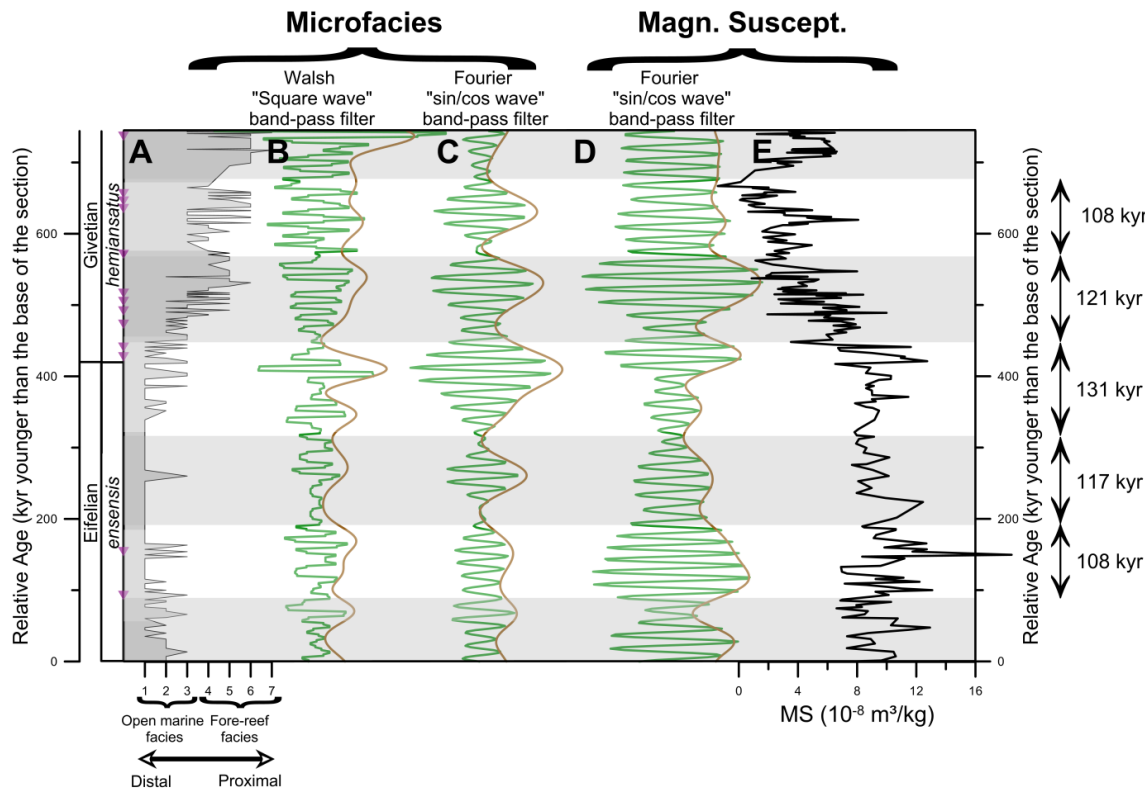 Microfacies
Magn. Suscept.
Walsh
"Square wave"
band-pass filter
Fourier
"sin/cos wave"
band-pass filter
Fourier
"sin/cos wave"
band-pass filter
A
B
C
D
E
Relative Age (kyr younger than the base of the section)
600
400
200
0
Givetian
Eifelian
hemiansatus
ensensis
600
400
200
0
Relative Age (kyr younger than the base of the section)
108 kyr
121 kyr
131 kyr
117 kyr
108 kyr
1 2 3 4 5 6 7
Open marine
facies
Fore-reef
facies
Distal
Proximal
0 4 8 12 16
MS (10⁻⁸ m³/kg)